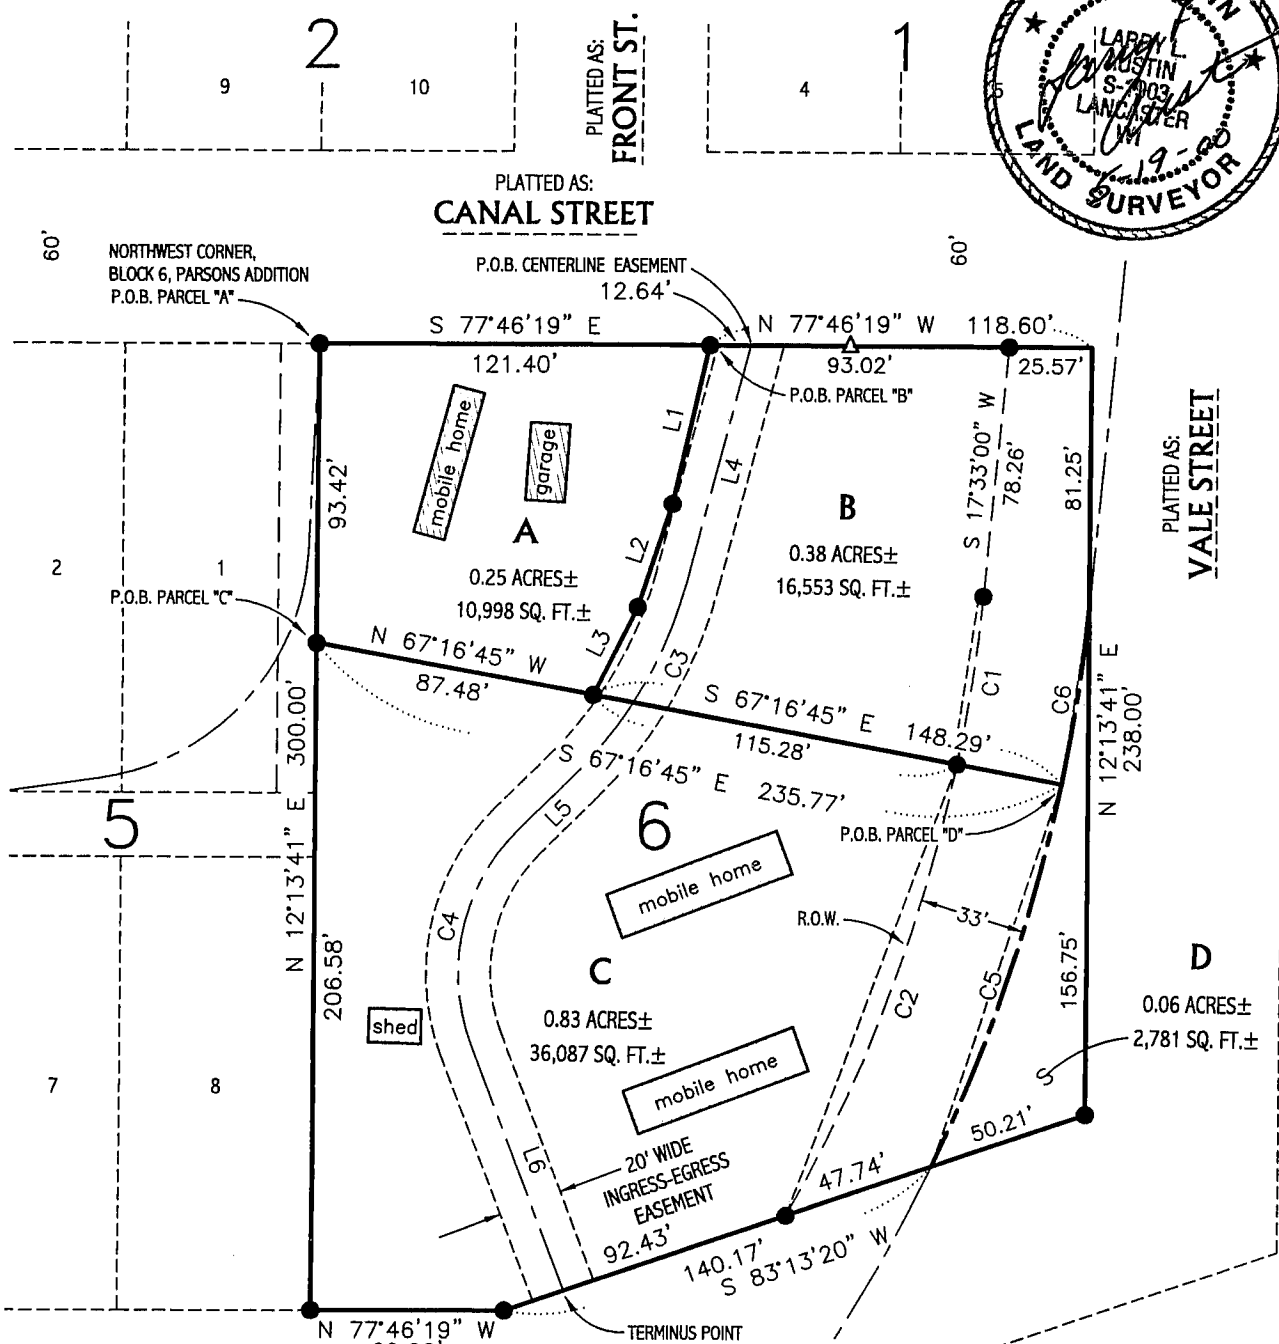 2
1
9
10
4
5
PLATTED AS:
FRONT ST.
LARRY L.
AUSTIN
S-1003
LANCASTER
WI
LAND SURVEYOR
PLATTED AS:
CANAL STREET
60'
60'
NORTHWEST CORNER,
BLOCK 6, PARSONS ADDITION
P.O.B. PARCEL "A"
P.O.B. CENTERLINE EASEMENT
12.64'
S 77°46'19" E
121.40'
N 77°46'19" W 118.60'
93.02'
25.57'
P.O.B. PARCEL "B"
mobile home
garage
L1
L4
S 17°33'00" W
78.26'
81.25'
PLATTED AS:
VALE STREET
93.42'
A
0.25 ACRES±
10,998 SQ. FT.±
L2
B
0.38 ACRES±
16,553 SQ. FT.±
2
1
P.O.B. PARCEL "C"
N 67°16'45" W
87.48'
L3
C3
S 67°16'45" E 148.29'
115.28'
C1
C6
N 12°13'41" E
238.00'
S 67°16'45" E 235.77'
300.00'
N 12°13'41" E
5
L5
6
P.O.B. PARCEL "D"
mobile home
R.O.W.
33'
C4
C
0.83 ACRES±
36,087 SQ. FT.±
C2
C5
156.75'
D
0.06 ACRES±
2,781 SQ. FT.±
206.58'
shed
7
8
mobile home
L6
20' WIDE
INGRESS-EGRESS
EASEMENT
50.21'
47.74'
92.43'
140.17'
S 83°13'20" W
N 77°46'19" W
TERMINUS POINT